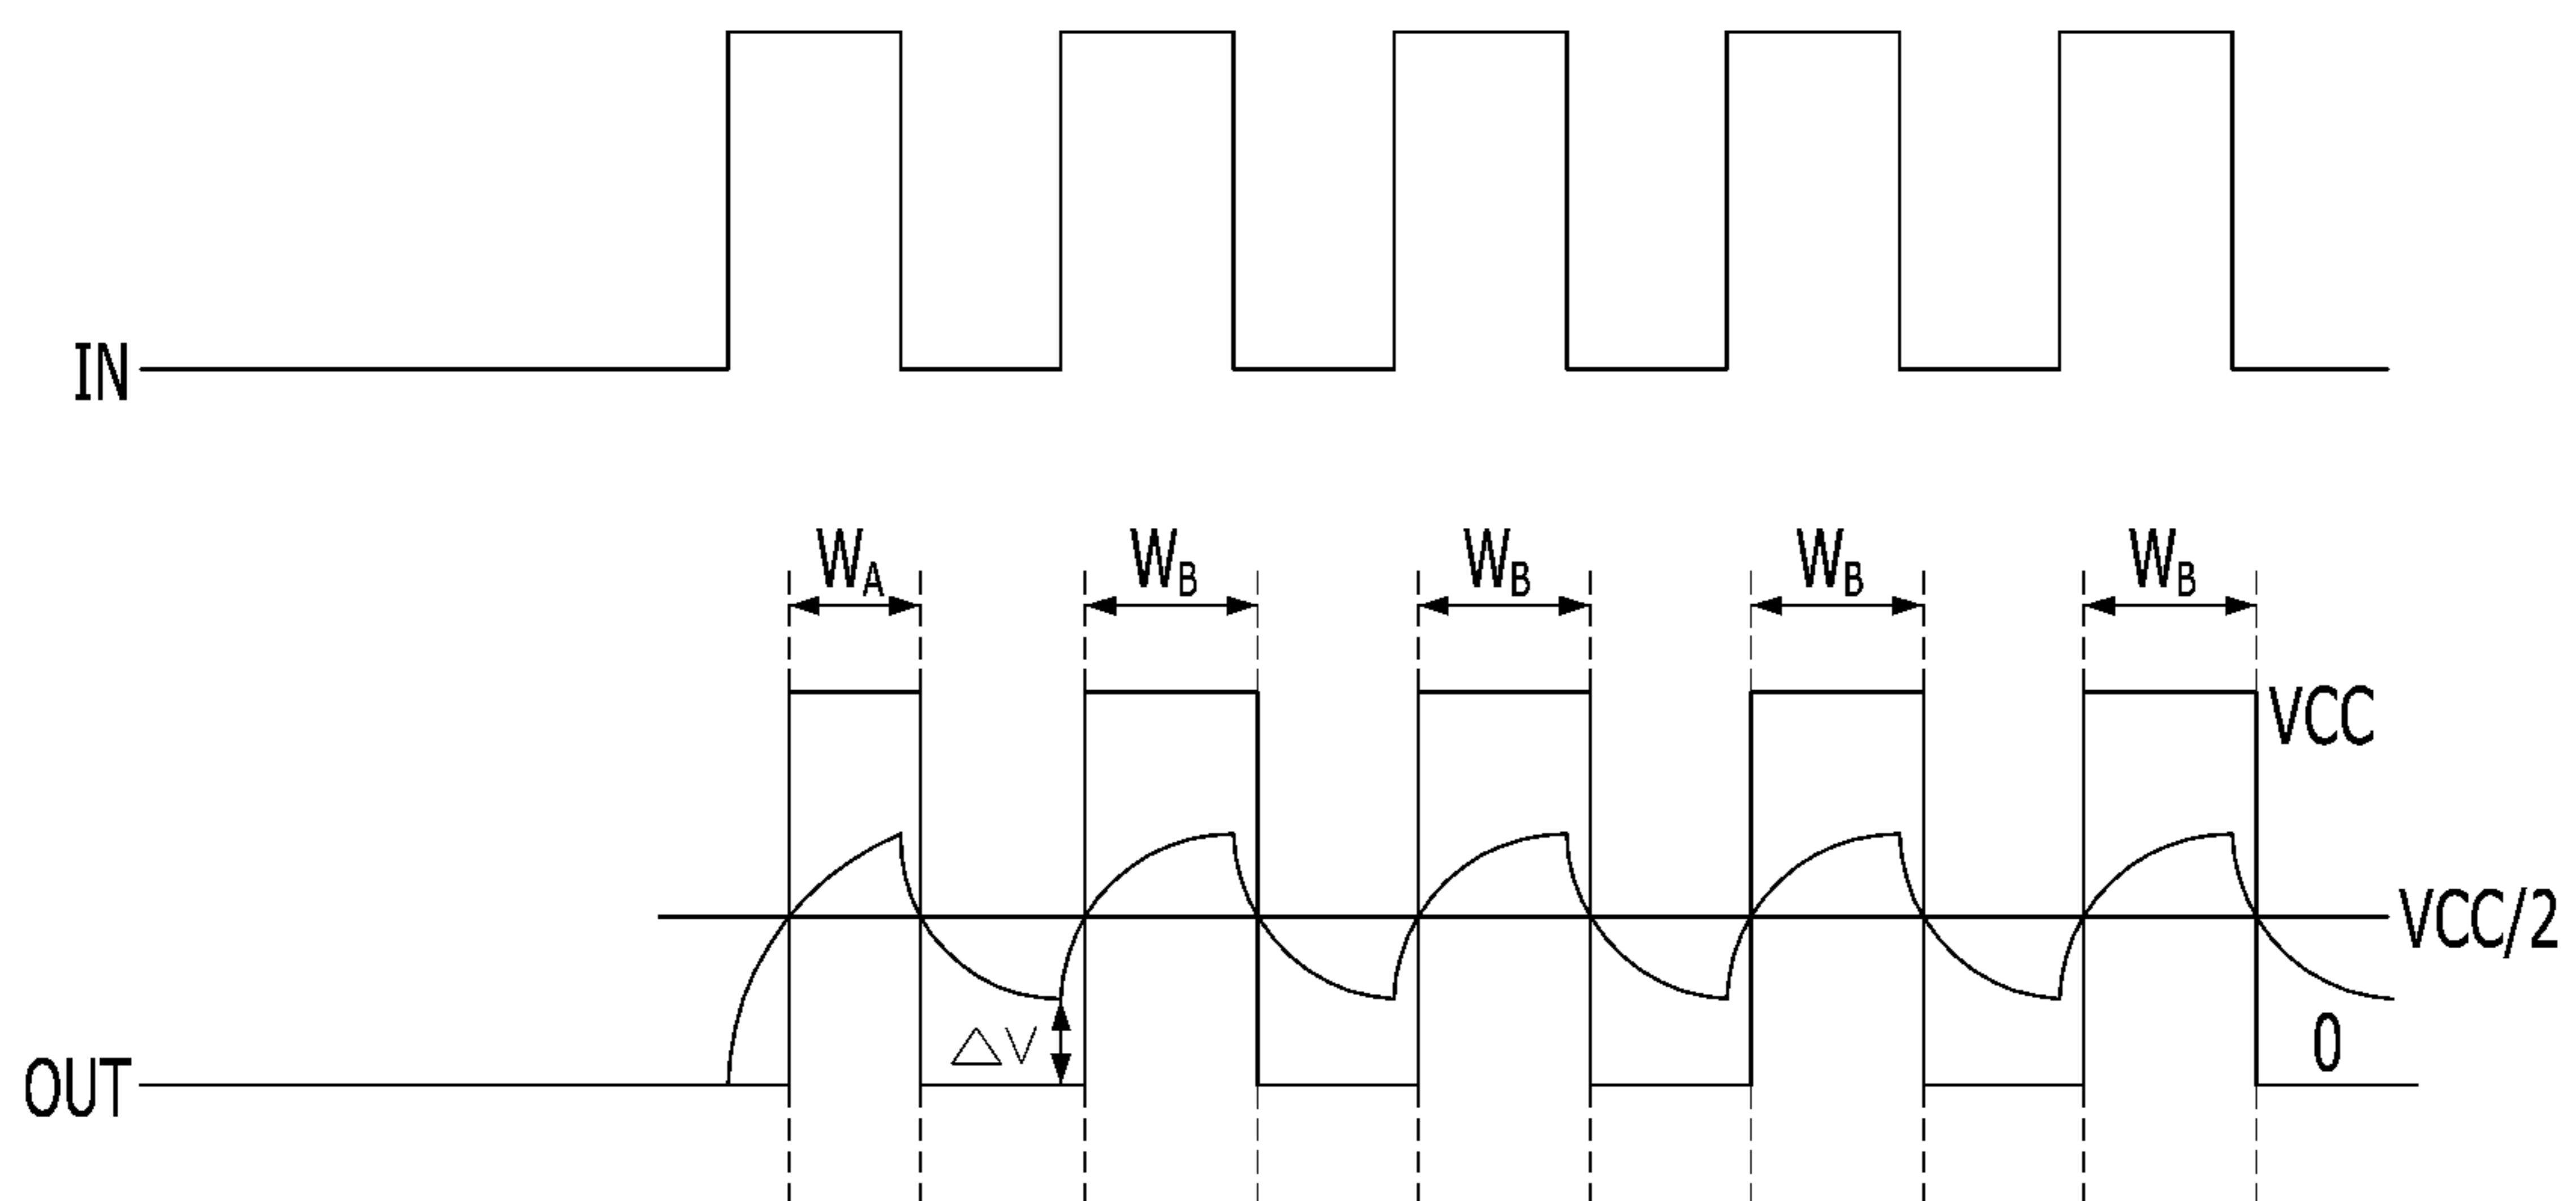 IN
W_A W_B W_B W_B W_B
VCC
VCC/2
△V
0
OUT